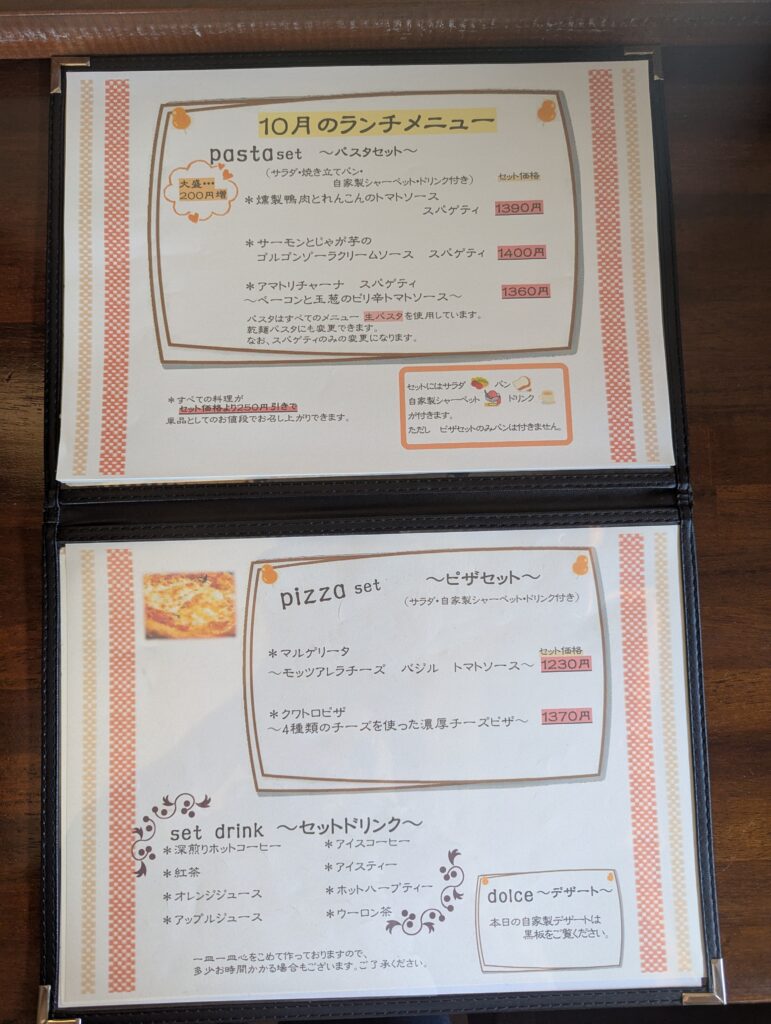 10月のランチメニュー
pasta set ～パスタセット～
(サラダ・焼き立てパン・
自家製シャーベット・ドリンク付き)
セット価格
大盛・・・
200円増
＊燻製鴨肉とれんこんのトマトソース
スパゲティ 1390円
＊サーモンとじゃが芋の
ゴルゴンゾーラクリームソース スパゲティ 1400円
＊アマトリチャーナ スパゲティ 1360円
～ベーコンと玉葱のピリ辛トマトソース～
パスタはすべてのメニュー 生パスタを使用しています。
乾麺パスタにも変更できます。
なお、スパゲティのみの変更になります。
＊すべての料理が
セット価格より250円引きで
単品としてのお値段でお召し上がりできます。
セットにはサラダ パン
自家製シャーベット ドリンク
が付きます。
ただし ピザセットのみパンは付きません。
pizza set ～ピザセット～
(サラダ・自家製シャーベット・ドリンク付き)
セット価格
＊マルゲリータ
～モッツアレラチーズ バジル トマトソース～ 1230円
＊クワトロピザ 1370円
～4種類のチーズを使った濃厚チーズピザ～
set drink ～セットドリンク～
＊深煎りホットコーヒー
＊紅茶
＊オレンジジュース
＊アップルジュース
＊アイスコーヒー
＊アイスティー
＊ホットハーブティー
＊ウーロン茶
dolce～デザート～
本日の自家製デザートは
黒板をご覧ください。
一皿一皿心をこめて作っておりますので、
多少お時間かかる場合もございます。ご了承ください。